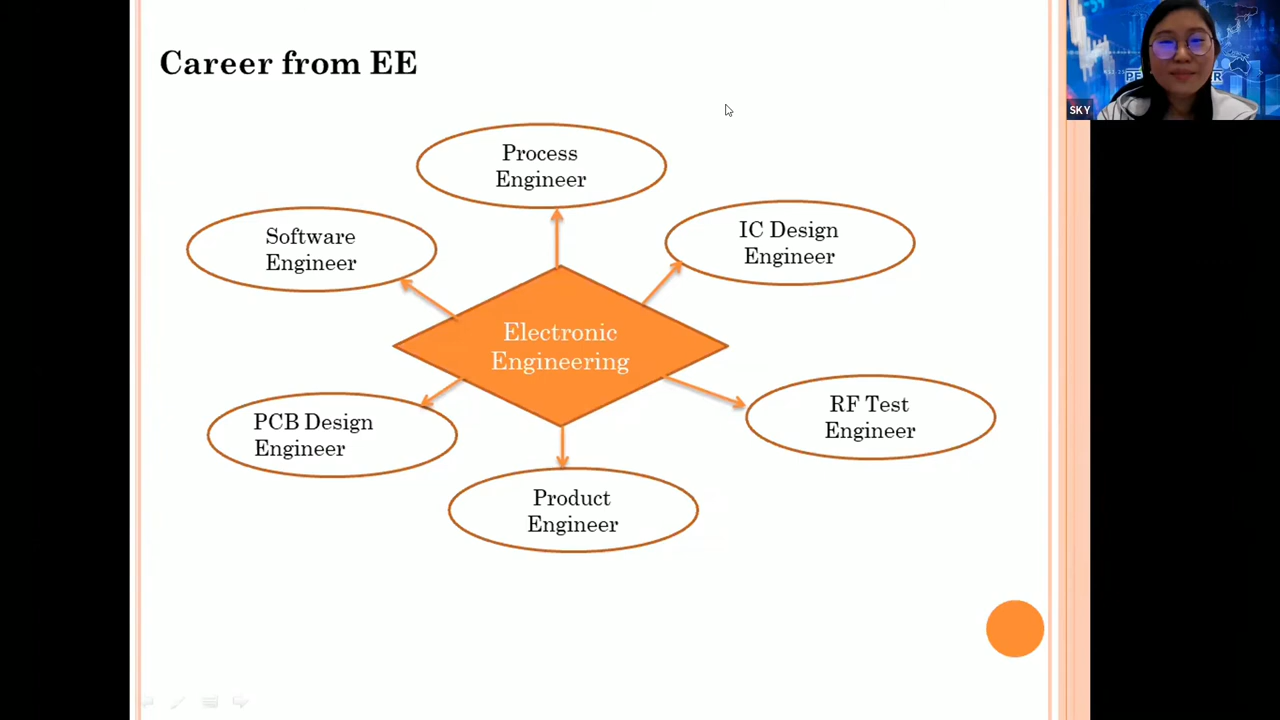 Career from EE
SKY
Process
Engineer
IC Design
Engineer
Software
Engineer
Electronic
Engineering
RF Test
Engineer
PCB Design
Engineer
Product
Engineer